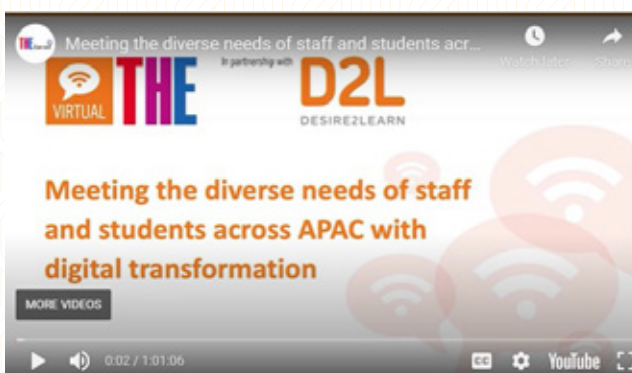 THE
Meeting the diverse needs of staff and students acr...
Watch later
Share
VIRTUAL
THE
In partnership with
D2L
DESIRE2LEARN
Meeting the diverse needs of staff
and students across APAC with
digital transformation
MORE VIDEOS
0:02 / 1:01:06
CC
YouTube